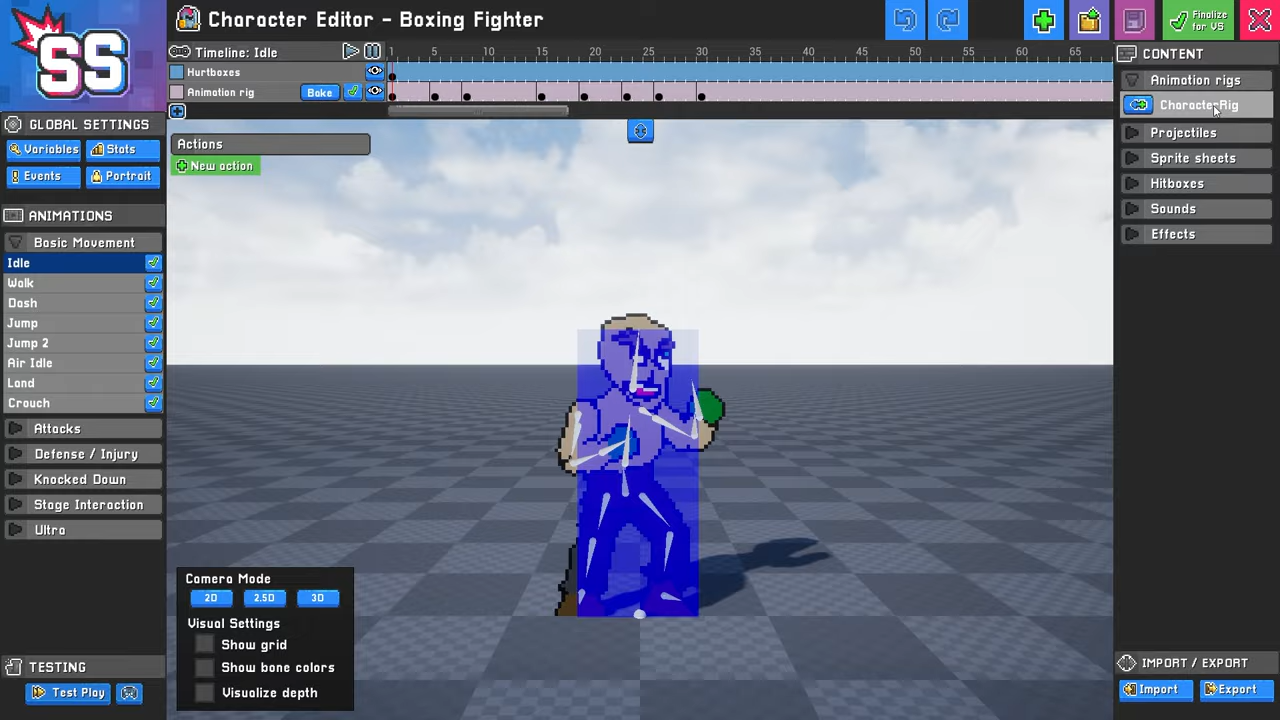 SS
Character Editor - Boxing Fighter
Finalize for VS
Timeline: Idle
1 5 10 15 20 25 30 35 40 45 50 55 60 65
Hurtboxes
Animation rig Bake
GLOBAL SETTINGS
Variables Stats
Events Portrait
ANIMATIONS
Basic Movement
Idle
Walk
Dash
Jump
Jump 2
Air Idle
Land
Crouch
Attacks
Defense / Injury
Knocked Down
Stage Interaction
Ultra
TESTING
Test Play
Actions
New action
Camera Mode
2D 2.5D 3D
Visual Settings
Show grid
Show bone colors
Visualize depth
CONTENT
Animation rigs
CharacterRig
Projectiles
Sprite sheets
Hitboxes
Sounds
Effects
IMPORT / EXPORT
Import Export